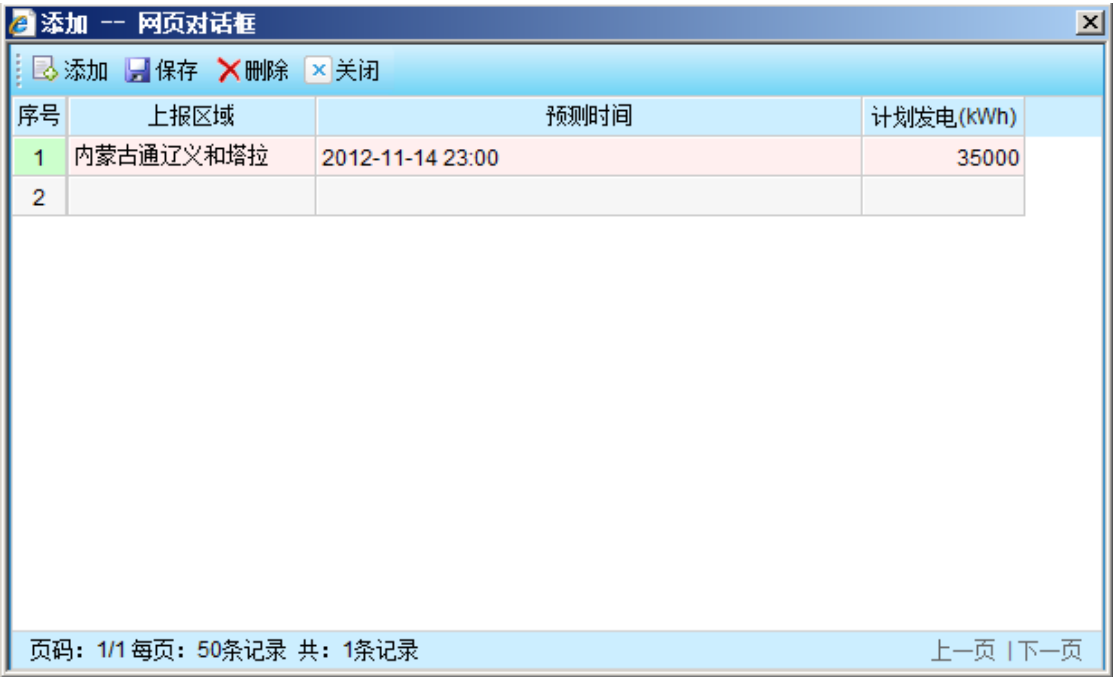 添加 -- 网页对话框
添加 保存 删除 关闭
序号 上报区域 预测时间 计划发电(kWh)
1 内蒙古通辽义和塔拉 2012-11-14 23:00 35000
2
页码：1/1 每页：50条记录 共：1条记录 上一页 | 下一页